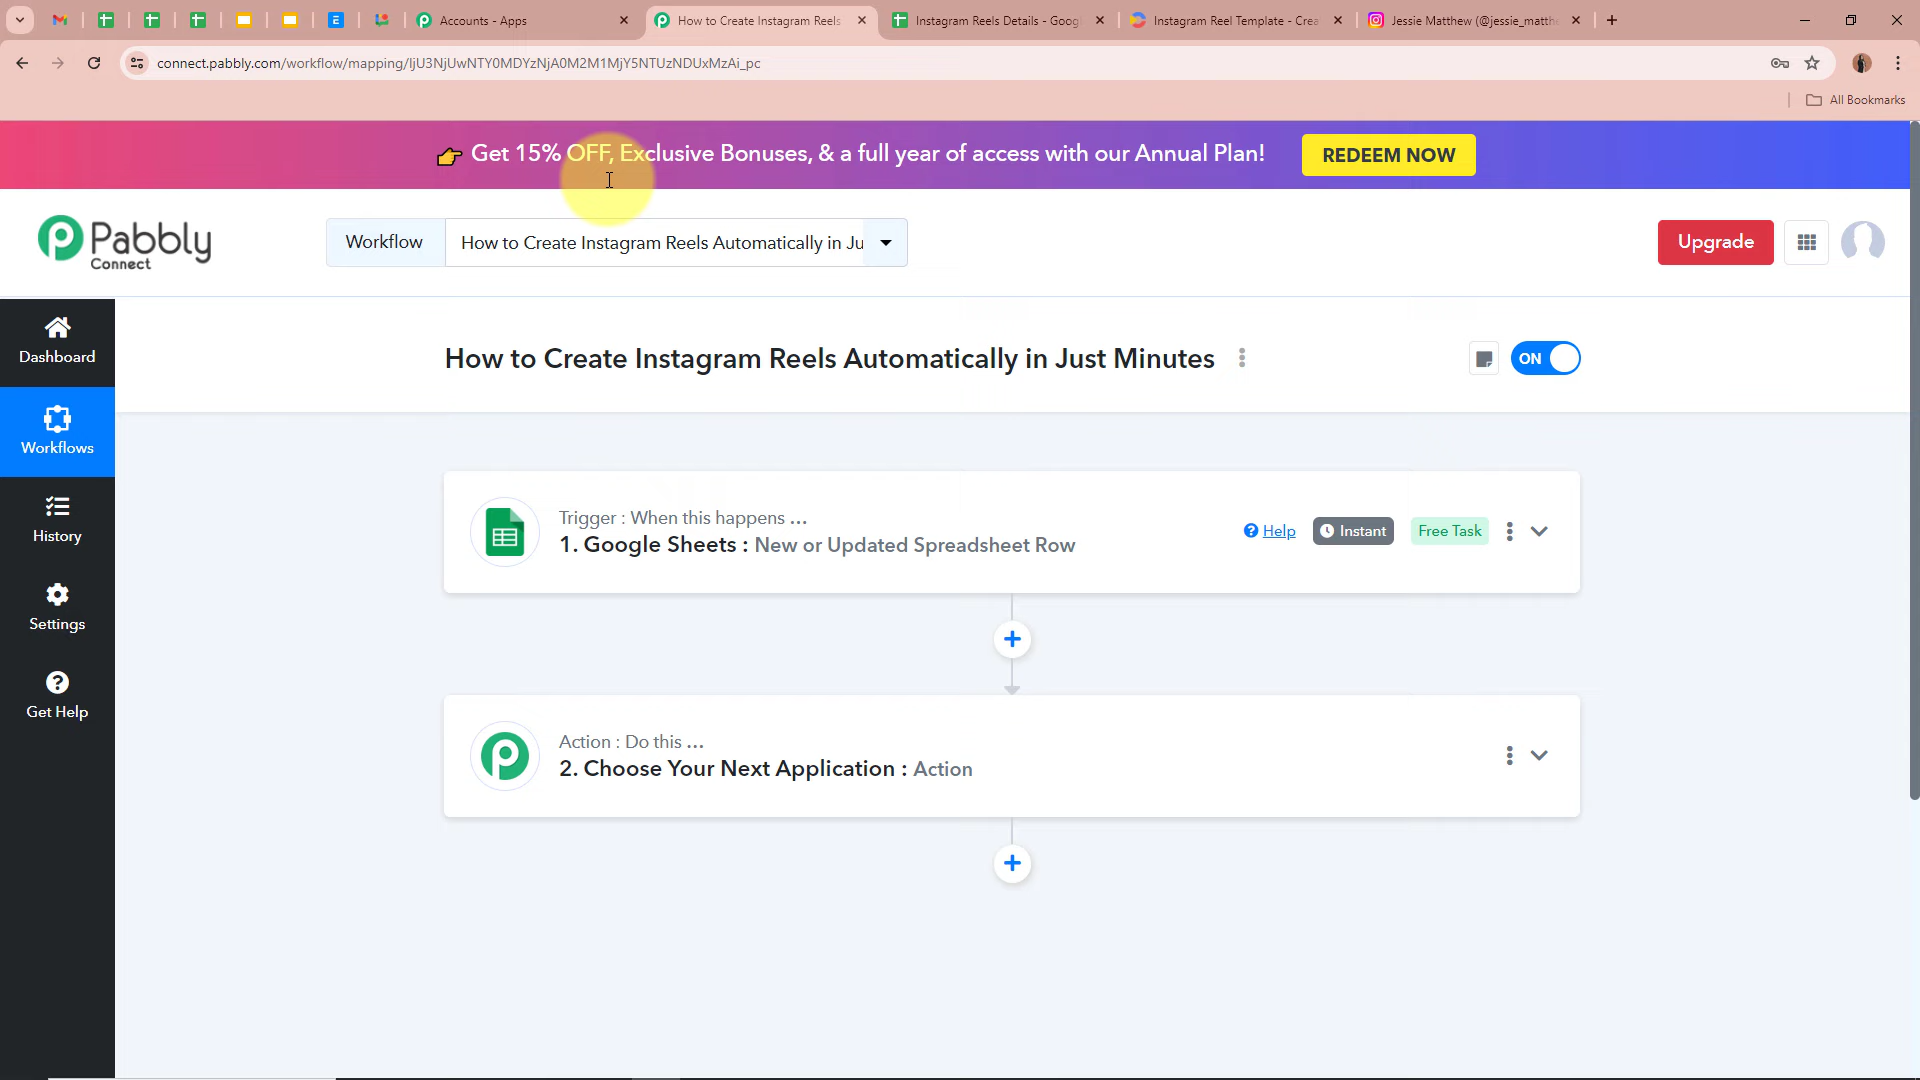 Accounts - Apps
How to Create Instagram Reels
Instagram Reels Details - Goog
Instagram Reel Template - Crea
Jessie Matthew (@jessie_matthe
connect.pabbly.com/workflow/mapping/IjU3NjUwNTY0MDYzNjA0M2M1MjY5NTUzNDUxMzAi_pc
All Bookmarks
Get 15% OFF, Exclusive Bonuses, & a full year of access with our Annual Plan!
REDEEM NOW
Pabbly
Connect
Workflow
How to Create Instagram Reels Automatically in Ju
Upgrade
How to Create Instagram Reels Automatically in Just Minutes
ON
Dashboard
Workflows
History
Settings
Get Help
Trigger : When this happens ...
1. Google Sheets : New or Updated Spreadsheet Row
Help
Instant
Free Task
Action : Do this ...
2. Choose Your Next Application : Action